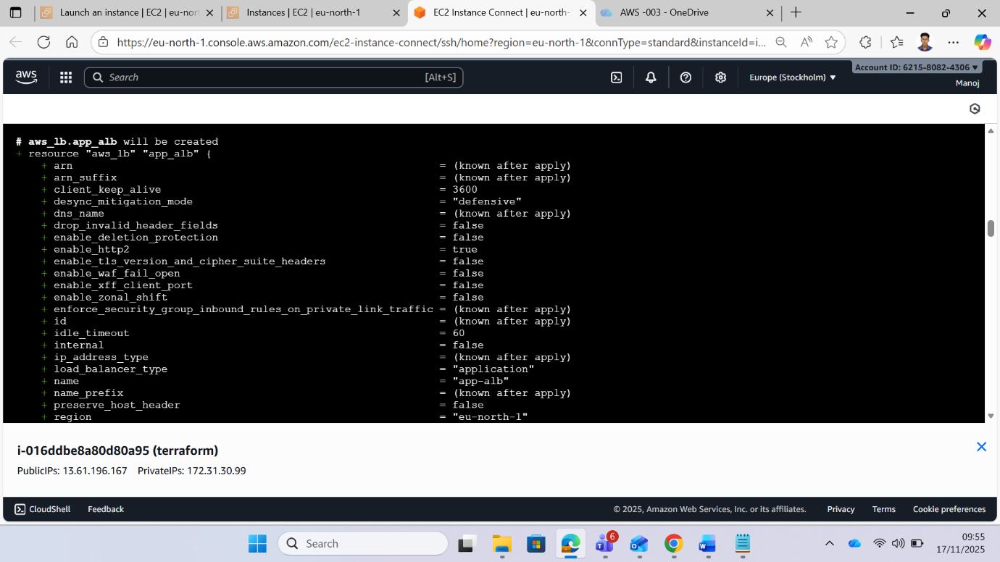 Launch an instance | EC2 | eu-nort
Instances | EC2 | eu-north-1
EC2 Instance Connect | eu-north-
AWS -003 - OneDrive
https://eu-north-1.console.aws.amazon.com/ec2-instance-connect/ssh/home?region=eu-north-1&connType=standard&instanceId=i...
aws
Search
[Alt+S]
Europe (Stockholm)
Account ID: 6215-8082-4306
Manoj
# aws_lb.app_alb will be created
+ resource "aws_lb" "app_alb" {
+ arn = (known after apply)
+ arn_suffix = (known after apply)
+ client_keep_alive = 3600
+ desync_mitigation_mode = "defensive"
+ dns_name = (known after apply)
+ drop_invalid_header_fields = false
+ enable_deletion_protection = false
+ enable_http2 = true
+ enable_tls_version_and_cipher_suite_headers = false
+ enable_waf_fail_open = false
+ enable_xff_client_port = false
+ enable_zonal_shift = false
+ enforce_security_group_inbound_rules_on_private_link_traffic = (known after apply)
+ id = (known after apply)
+ idle_timeout = 60
+ internal = false
+ ip_address_type = (known after apply)
+ load_balancer_type = "application"
+ name = "app-alb"
+ name_prefix = (known after apply)
+ preserve_host_header = false
+ region = "eu-north-1"
i-016ddbe8a80d80a95 (terraform)
PublicIPs: 13.61.196.167 PrivateIPs: 172.31.30.99
CloudShell Feedback © 2025, Amazon Web Services, Inc. or its affiliates. Privacy Terms Cookie preferences
Search
6
09:55
17/11/2025